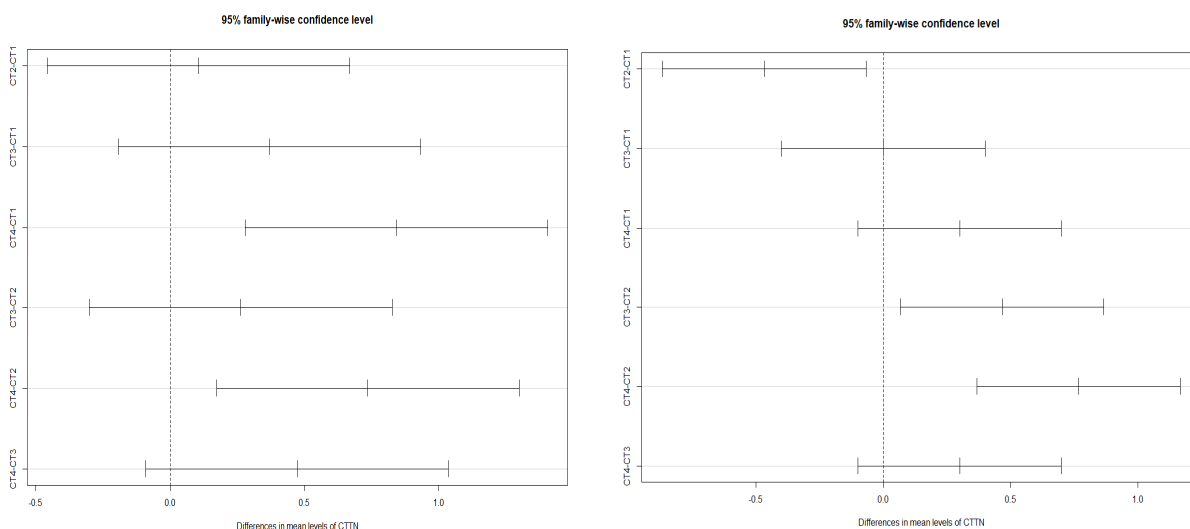 95% family-wise confidence level
CT2-CT1
CT3-CT1
CT4-CT1
CT3-CT2
CT4-CT2
CT4-CT3
-0.5 0.0 0.5 1.0
Differences in mean levels of CTTN
95% family-wise confidence level
CT2-CT1
CT3-CT1
CT4-CT1
CT3-CT2
CT4-CT2
CT4-CT3
-0.5 0.0 0.5 1.0
Differences in mean levels of CTTN